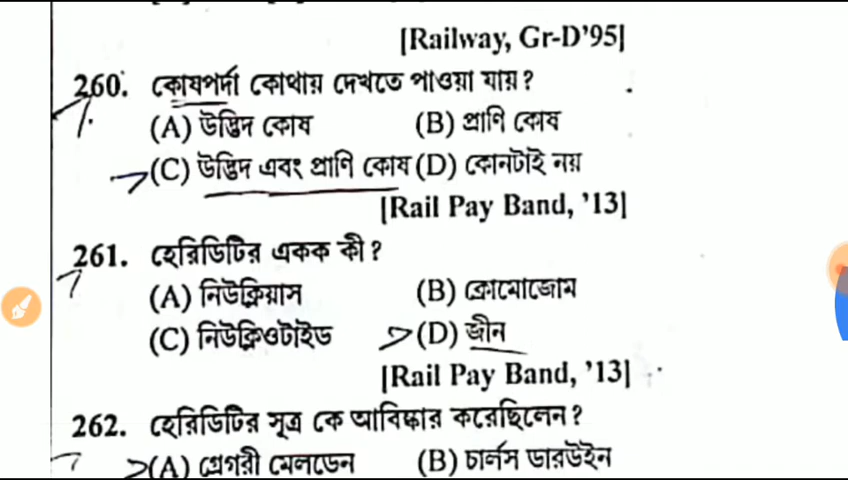 [Railway, Gr-D’95]
260. কোষপর্দা কোথায় দেখতে পাওয়া যায়?
(A) উদ্ভিদ কোষ (B) প্রাণি কোষ
(C) উদ্ভিদ এবং প্রাণি কোষ (D) কোনটাই নয়
[Rail Pay Band, ’13]
261. হেরিডিটির একক কী?
(A) নিউক্লিয়াস (B) ক্রোমোজোম
(C) নিউক্লিওটাইড (D) জীন
[Rail Pay Band, ’13]
262. হেরিডিটির সূত্র কে আবিষ্কার করেছিলেন?
(A) গ্রেগরী মেলডেন (B) চার্লস ডারউইন